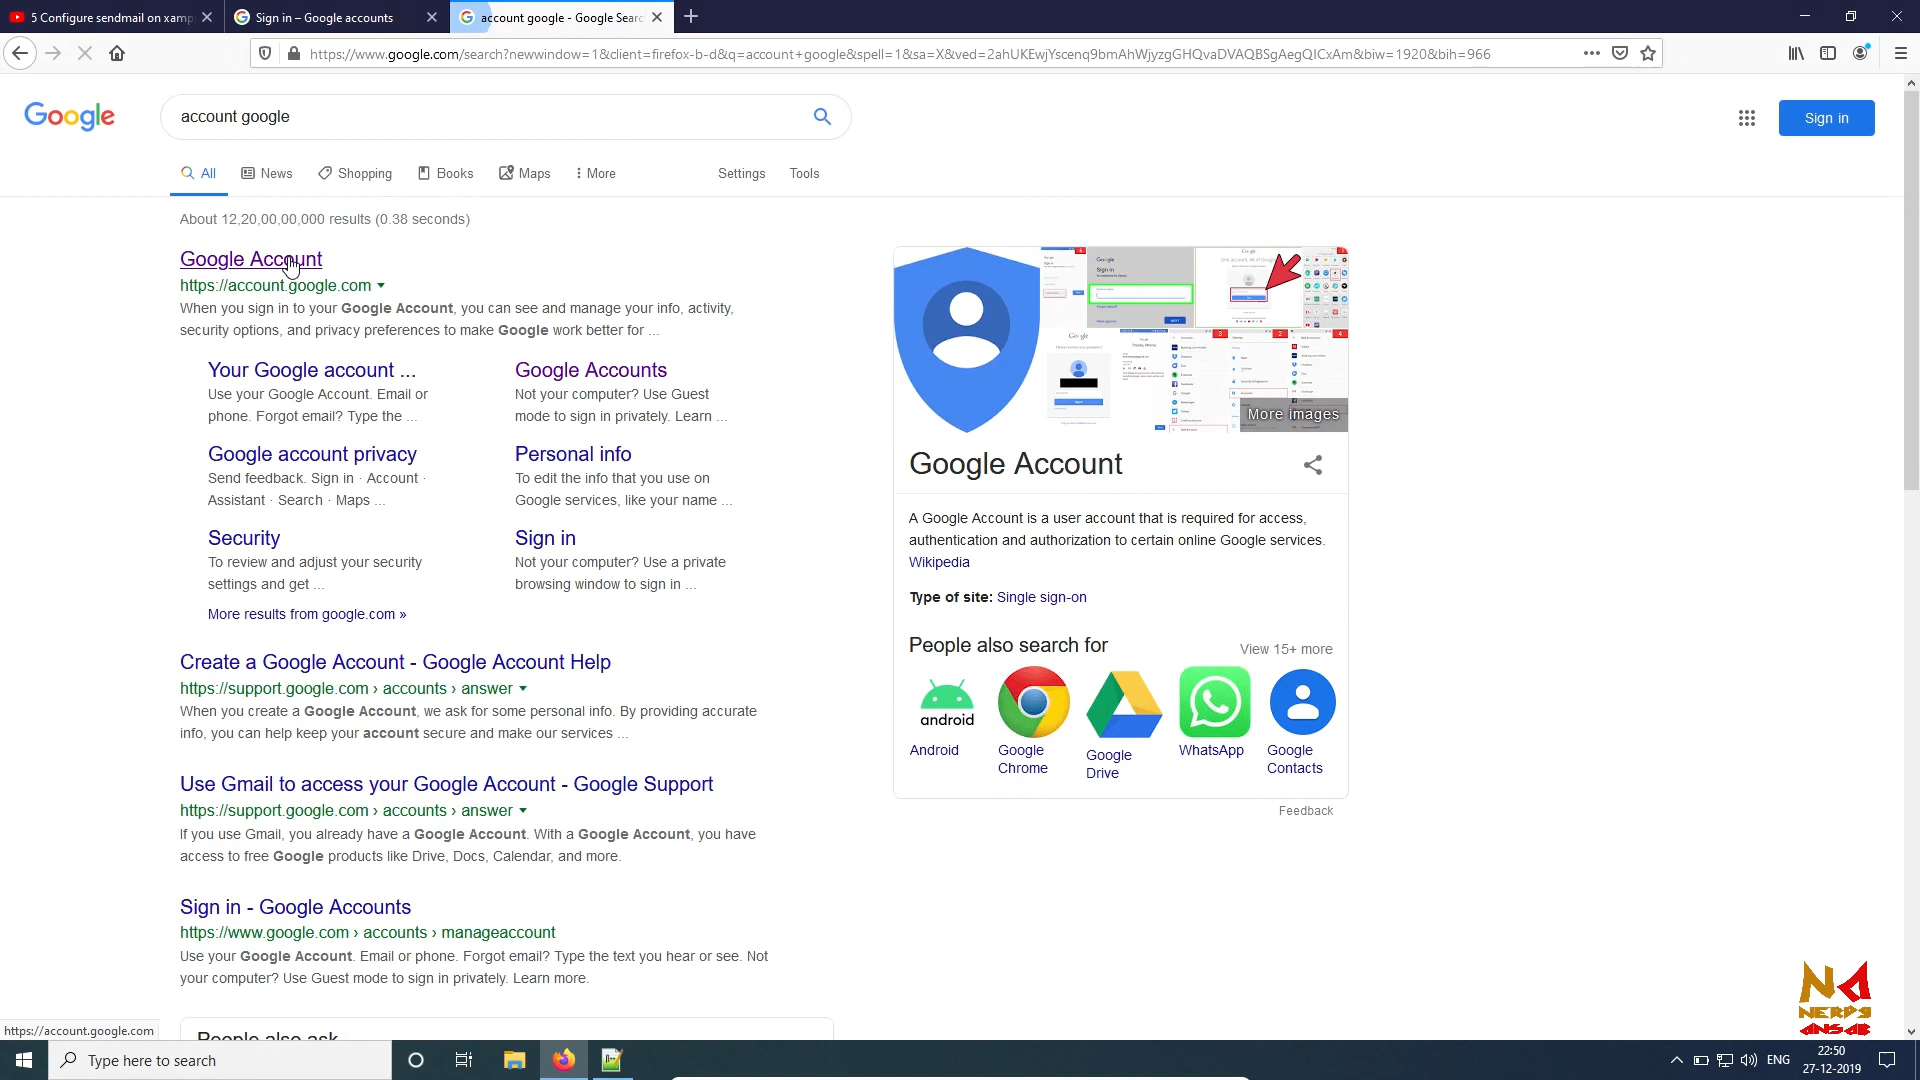 5 Configure sendmail on xamp
Sign in – Google accounts
account google - Google Searc
https://www.google.com/search?newwindow=1&client=firefox-b-d&q=account+google&spell=1&sa=X&ved=2ahUKEwjYscenq9bmAhWjyzgGHQvaDVAQBSgAegQICxAm&biw=1920&bih=966
Google
account google
Sign in
All
News
Shopping
Books
Maps
More
Settings
Tools
About 12,20,00,00,000 results (0.38 seconds)
Google Account
https://account.google.com
When you sign in to your Google Account, you can see and manage your info, activity,
security options, and privacy preferences to make Google work better for ...
Your Google account ...
Use your Google Account. Email or
phone. Forgot email? Type the ...
Google Accounts
Not your computer? Use Guest
mode to sign in privately. Learn ...
Google account privacy
Send feedback. Sign in · Account ·
Assistant · Search · Maps ...
Personal info
To edit the info that you use on
Google services, like your name ...
Security
To review and adjust your security
settings and get ...
Sign in
Not your computer? Use a private
browsing window to sign in ...
More results from google.com »
Create a Google Account - Google Account Help
https://support.google.com › accounts › answer
When you create a Google Account, we ask for some personal info. By providing accurate
info, you can help keep your account secure and make our services ...
Use Gmail to access your Google Account - Google Support
https://support.google.com › accounts › answer
If you use Gmail, you already have a Google Account. With a Google Account, you have
access to free Google products like Drive, Docs, Calendar, and more.
Sign in - Google Accounts
https://www.google.com › accounts › manageaccount
Use your Google Account. Email or phone. Forgot email? Type the text you hear or see. Not
your computer? Use Guest mode to sign in privately. Learn more.
People also ask
More images
Google Account
A Google Account is a user account that is required for access,
authentication and authorization to certain online Google services.
Wikipedia
Type of site: Single sign-on
People also search for
View 15+ more
android
Android
Google
Chrome
Google
Drive
WhatsApp
Google
Contacts
Feedback
NERDS
ANSAB
https://account.google.com
Type here to search
ENG
22:50
27-12-2019